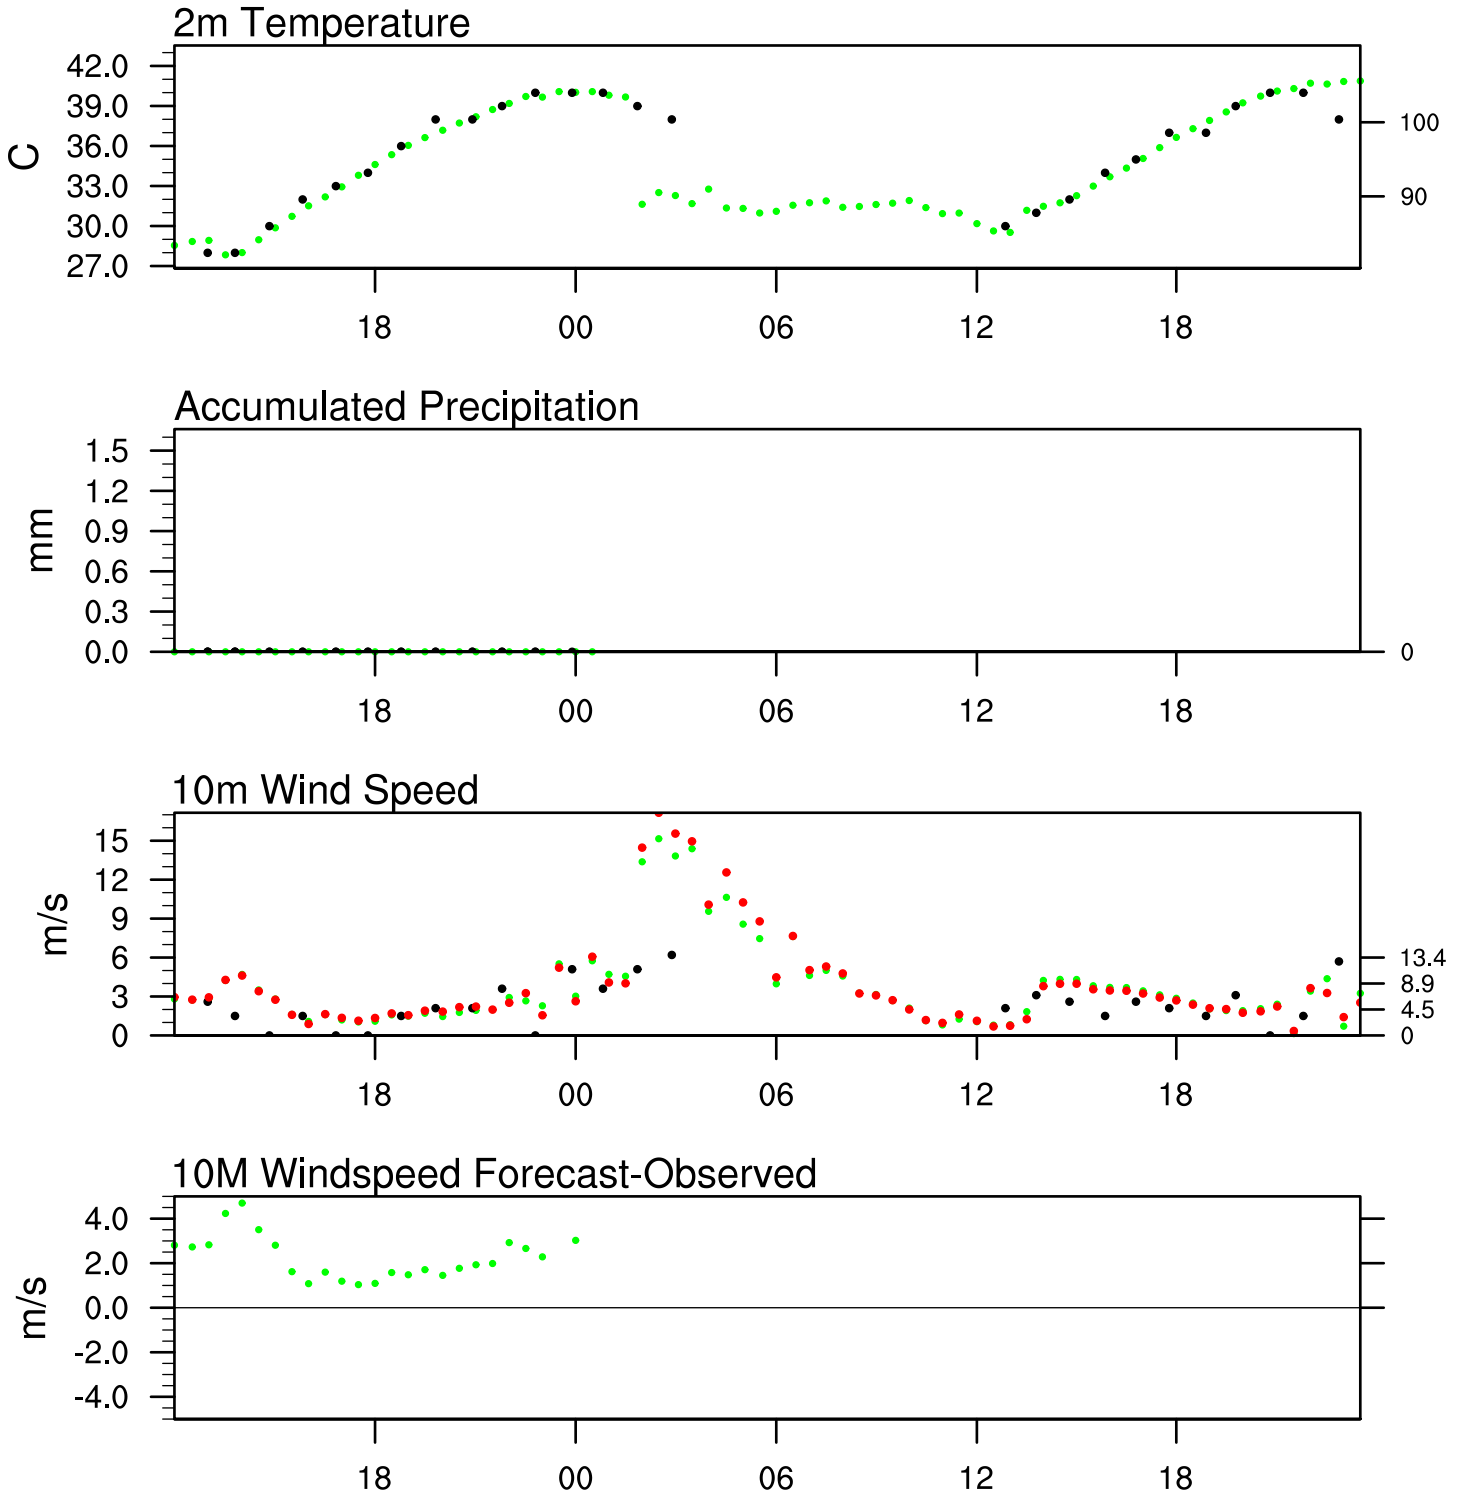 2m Temperature
42.0
39.0
36.0
33.0
30.0
27.0
C
100
90
18 00 06 12 18
Accumulated Precipitation
1.5
1.2
0.9
0.6
0.3
0.0
mm
0
18 00 06 12 18
10m Wind Speed
15
12
9
6
3
0
m/s
13.4
8.9
4.5
0
18 00 06 12 18
10M Windspeed Forecast-Observed
4.0
2.0
0.0
-2.0
-4.0
m/s
18 00 06 12 18